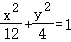 x²/12 + y²/4 = 1